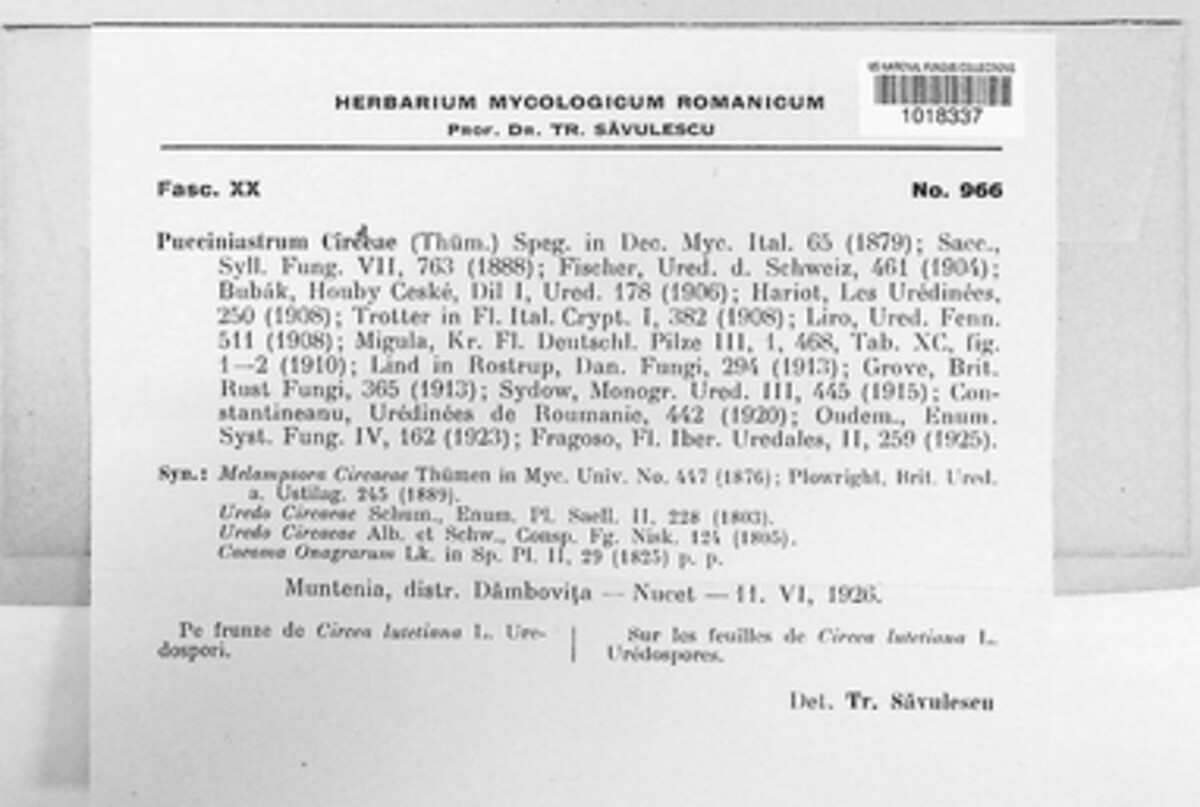 US NATIONAL FUNGUS COLLECTIONS
1018337
HERBARIUM MYCOLOGICUM ROMANICUM
PROF. DR. TR. SĂVULESCU
Fasc. XX No. 966
Pucciniastrum Circaeae (Thüm.) Speg. in Dec. Myc. Ital. 65 (1879); Sacc.,
Syll. Fung. VII, 763 (1888); Fischer, Ured. d. Schweiz, 461 (1904);
Bubák, Houby Ceské, Dil I, Ured. 178 (1906); Hariot, Les Urédinées,
250 (1908); Trotter in Fl. Ital. Crypt. I, 382 (1908); Liro, Ured. Fenn.
511 (1908); Migula, Kr. Fl. Deutschl. Pilze III, 1, 468, Tab. XC, fig.
1—2 (1910); Lind in Rostrup, Dan. Fungi, 294 (1913); Grove, Brit.
Rust Fungi, 365 (1913); Sydow, Monogr. Ured. III, 445 (1915); Con-
stantineanu, Urédinées de Roumanie, 442 (1920); Oudem., Enum.
Syst. Fung. IV, 162 (1923); Fragoso, Fl. Iber. Uredales, II, 259 (1925).
Syn.: Melampsora Circaeae Thümen in Myc. Univ. No. 447 (1876); Plowright, Brit. Ured.
a. Ustilag. 245 (1889).
Uredo Circaeae Schum., Enum. Pl. Saell. II, 228 (1803).
Uredo Circaeae Alb. et Schw., Consp. Fg. Nisk. 124 (1805).
Caeoma Onagrarum Lk. in Sp. Pl. II, 29 (1825) p. p.
Muntenia, distr. Dâmbovița — Nucet — 11. VI, 1926.
Pe frunze de Circea lutetiana L. Ure-
dospori.
Sur les feuilles de Circea lutetiana L.
Urédospores.
Det. Tr. Săvulescu